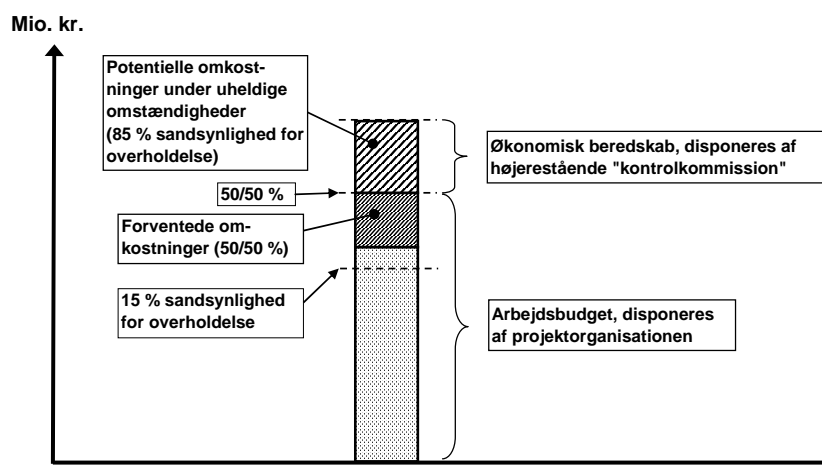 Mio. kr.
Potentielle omkost-
ninger under uheldige
omstændigheder
(85 % sandsynlighed for
overholdelse)
Økonomisk beredskab, disponeres af
højerestående "kontrolkommission"
50/50 %
Forventede om-
kostninger (50/50 %)
15 % sandsynlighed
for overholdelse
Arbejdsbudget, disponeres
af projektorganisationen